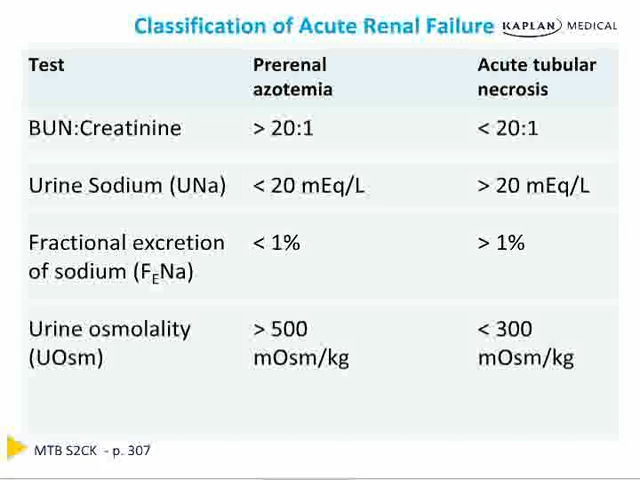 Classification of Acute Renal Failure KAPLAN MEDICAL
Test Prerenal azotemia Acute tubular necrosis
BUN:Creatinine > 20:1 < 20:1
Urine Sodium (UNa) < 20 mEq/L > 20 mEq/L
Fractional excretion of sodium (FENa) < 1% > 1%
Urine osmolality (UOsm) > 500 mOsm/kg < 300 mOsm/kg
MTB S2CK - p. 307